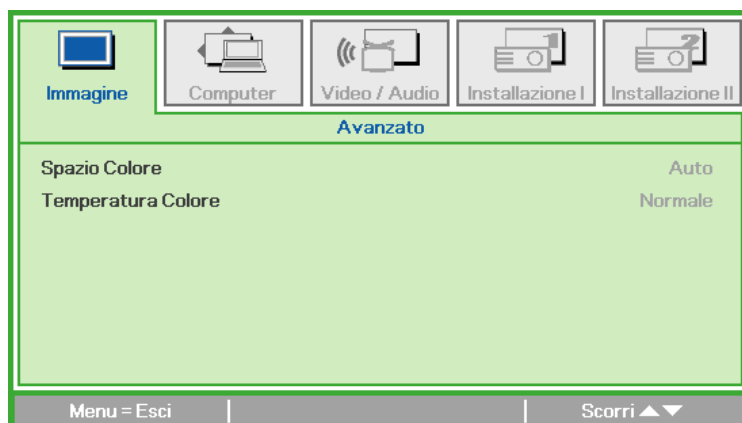 Immagine Computer Video / Audio Installazione I Installazione II
Avanzato
Spazio Colore Auto
Temperatura Colore Normale
Menu = Esci Scorri ▲▼